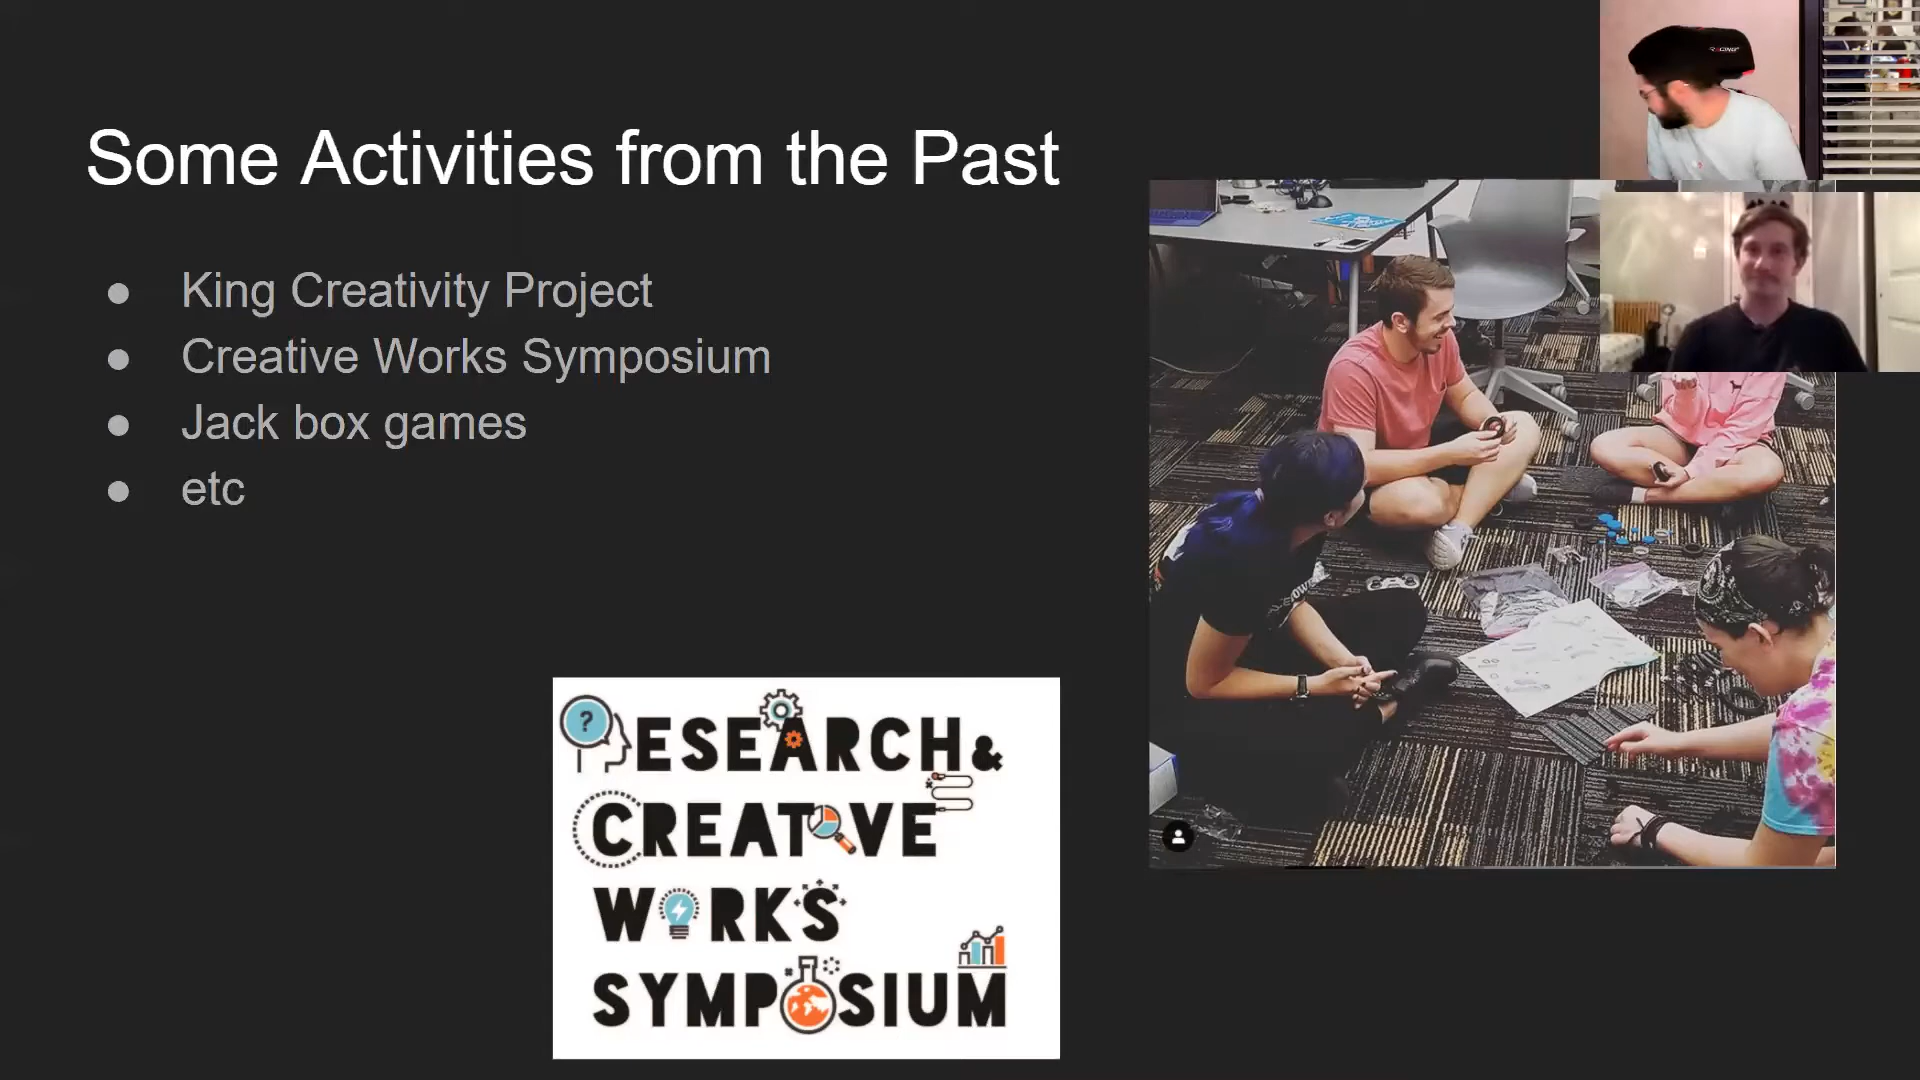 Some Activities from the Past
King Creativity Project
Creative Works Symposium
Jack box games
etc
RESEARCH &
CREATIVE
WORKS
SYMPOSIUM